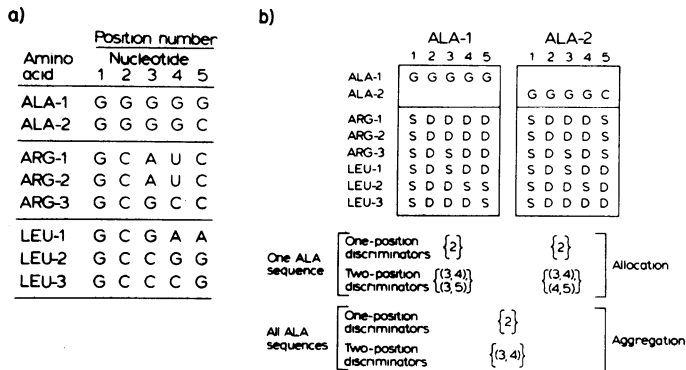 a)
Position number
Nucleotide
Amino acid 1 2 3 4 5
ALA-1 G G G G G
ALA-2 G G G G C
ARG-1 G C A U C
ARG-2 G C A U C
ARG-3 G C G C C
LEU-1 G C G A A
LEU-2 G C C G G
LEU-3 G C C C G
b)
ALA-1 ALA-2
1 2 3 4 5 1 2 3 4 5
ALA-1 G G G G G
ALA-2 G G G G C
ARG-1 S D D D D S D D D S
ARG-2 S D D D D S D D D S
ARG-3 S D S D D S D S D S
LEU-1 S D S D D S D S D D
LEU-2 S D D S S S D D S D
LEU-3 S D D D S S D D D D
One ALA sequence
One-position discriminators {2} {2}
Two-position discriminators {(3,4) (3,5)} {(3,4) (4,5)}
Allocation
All ALA sequences
One-position discriminators {2}
Two-position discriminators {(3,4)}
Aggregation